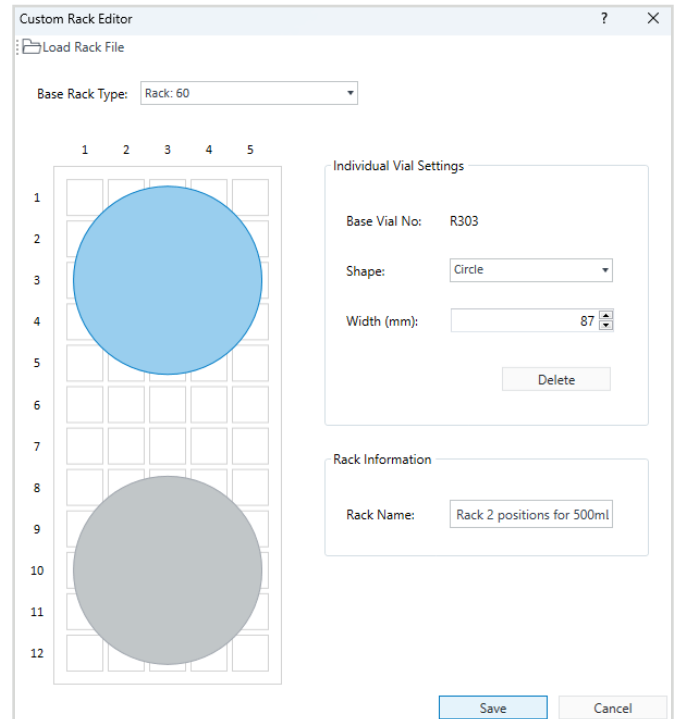 Custom Rack Editor ?
Load Rack File
Base Rack Type: Rack: 60
1 2 3 4 5
Individual Vial Settings
1
Base Vial No: R303
2
Shape: Circle
3
Width (mm): 87
4
5
Delete
6
7
Rack Information
8
Rack Name: Rack 2 positions for 500ml
9
10
11
12
Save Cancel